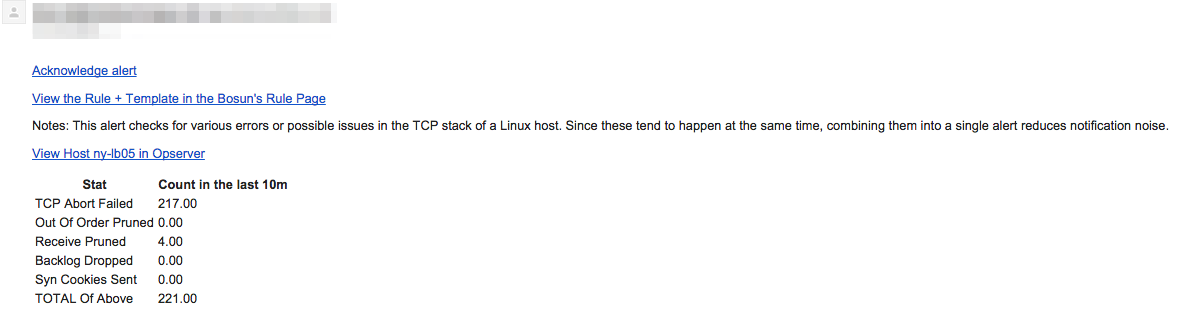 Acknowledge alert
View the Rule + Template in the Bosun's Rule Page
Notes: This alert checks for various errors or possible issues in the TCP stack of a Linux host. Since these tend to happen at the same time, combining them into a single alert reduces notification noise.
View Host ny-lb05 in Opserver
Stat Count in the last 10m
TCP Abort Failed 217.00
Out Of Order Pruned 0.00
Receive Pruned 4.00
Backlog Dropped 0.00
Syn Cookies Sent 0.00
TOTAL Of Above 221.00